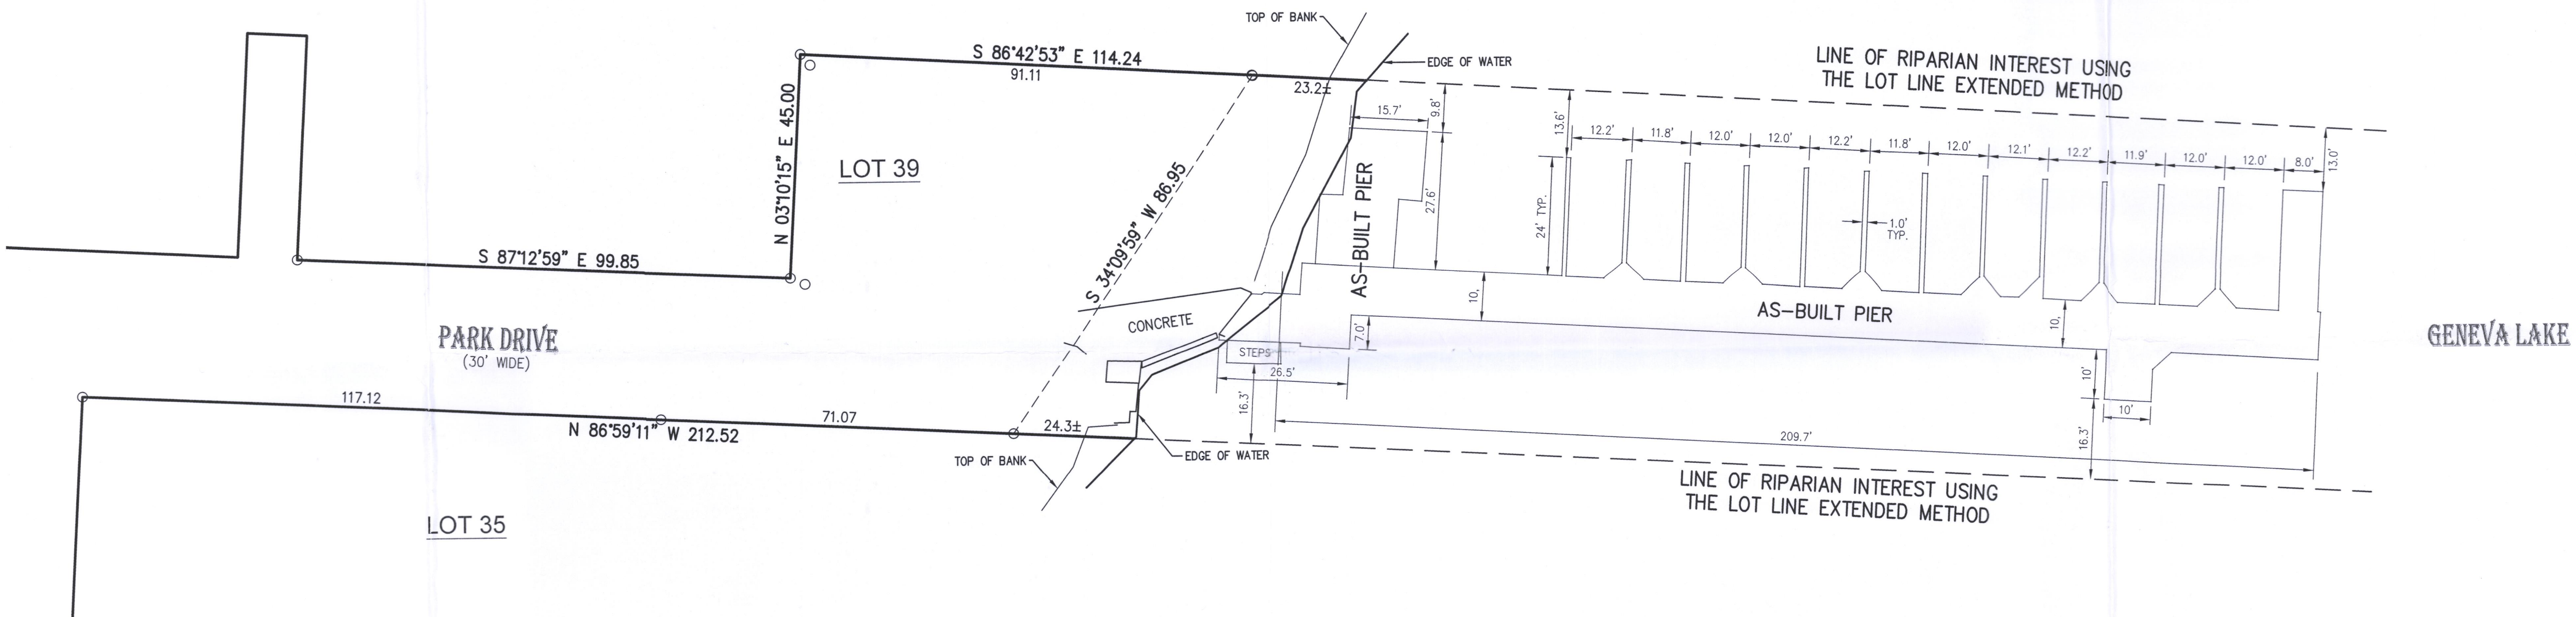 TOP OF BANK
EDGE OF WATER
S 86°42'53" E 114.24
91.11
23.2±
LINE OF RIPARIAN INTEREST USING
THE LOT LINE EXTENDED METHOD
N 03°10'15" E 45.00
LOT 39
S 34°09'59" W 86.95
15.7'
9.8'
27.6'
AS-BUILT PIER
13.6'
12.2'
11.8'
12.0'
12.0'
12.2'
11.8'
12.0'
12.1'
12.2'
11.9'
12.0'
12.0'
8.0'
13.0'
24' TYP.
1.0'
TYP.
S 87°12'59" E 99.85
PARK DRIVE
(30' WIDE)
CONCRETE
STEPS
26.5'
7.0'
10,
AS-BUILT PIER
10,
GENEVA LAKE
117.12
71.07
N 86°59'11" W 212.52
24.3±
16.3'
10'
10'
16.3'
209.7'
TOP OF BANK
EDGE OF WATER
LINE OF RIPARIAN INTEREST USING
THE LOT LINE EXTENDED METHOD
LOT 35